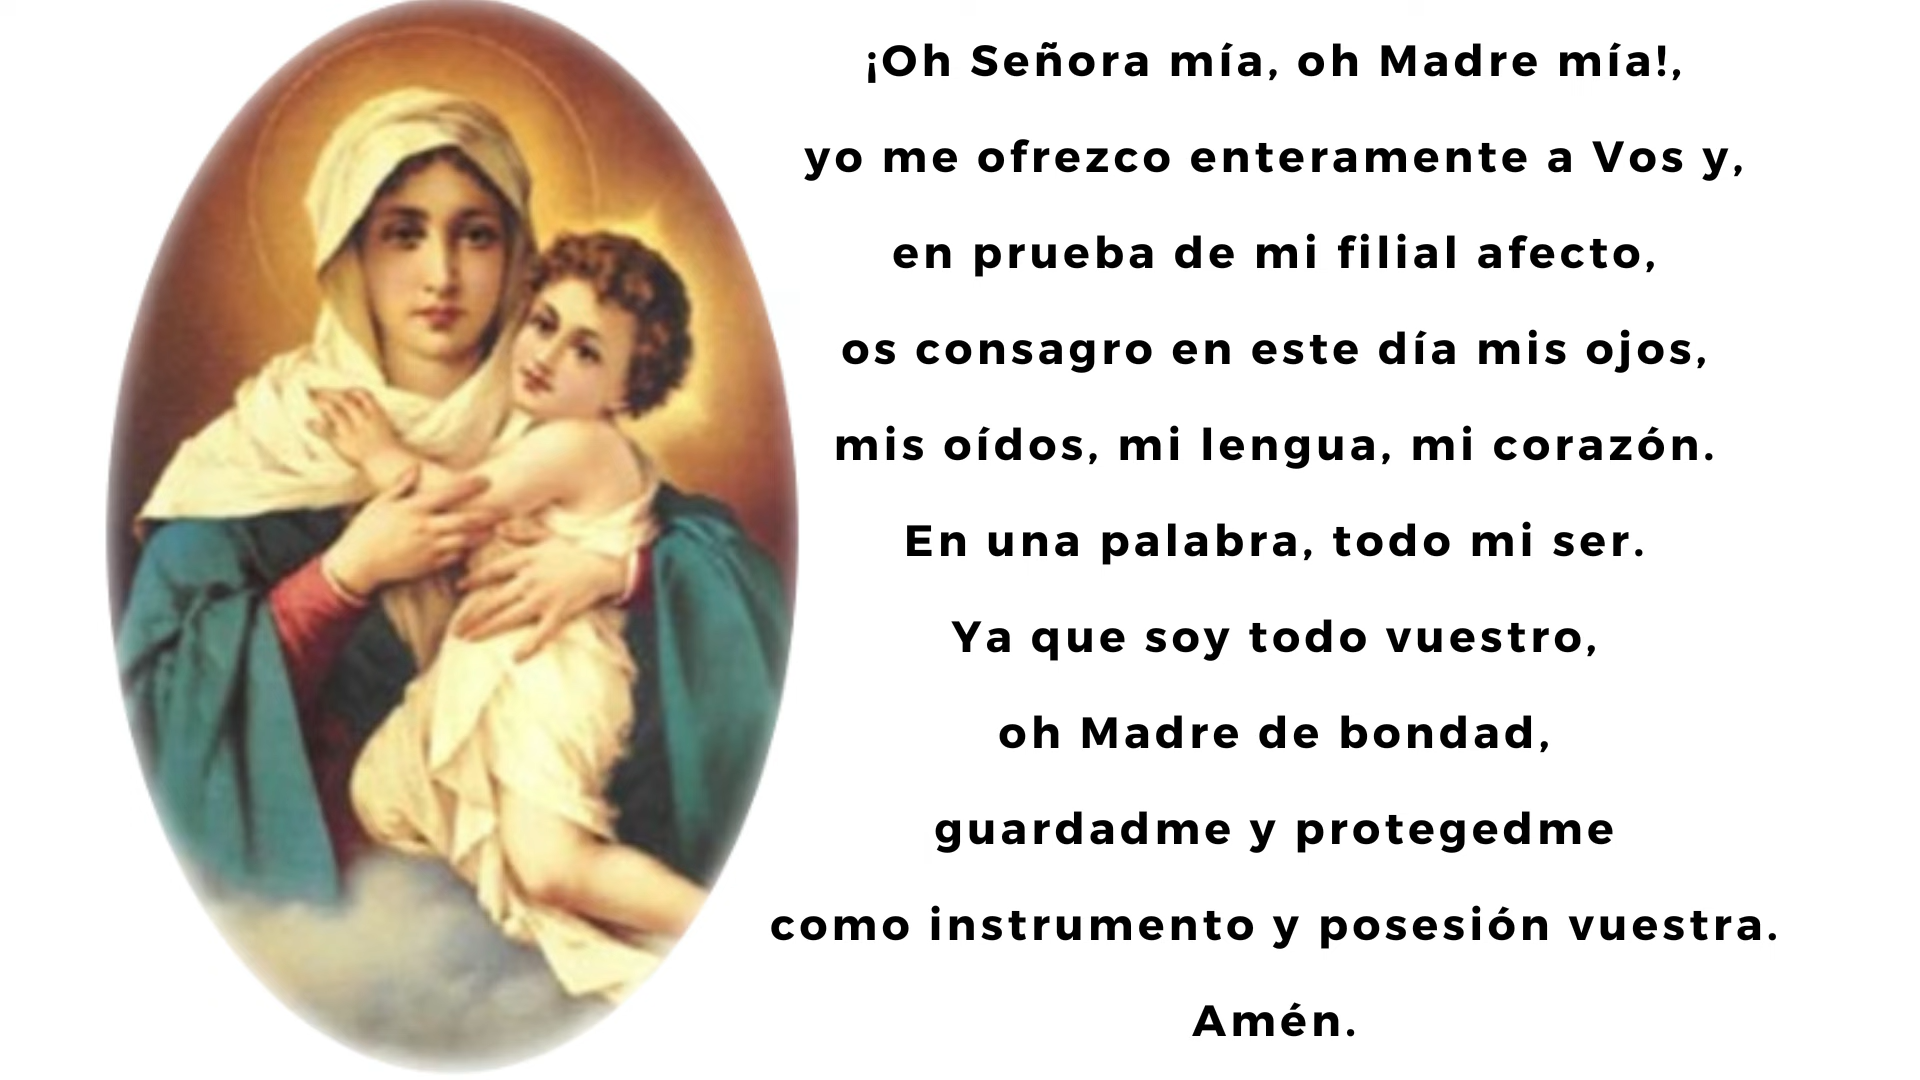 ¡Oh Señora mía, oh Madre mía!,
yo me ofrezco enteramente a Vos y,
en prueba de mi filial afecto,
os consagro en este día mis ojos,
mis oídos, mi lengua, mi corazón.
En una palabra, todo mi ser.
Ya que soy todo vuestro,
oh Madre de bondad,
guardadme y protegedme
como instrumento y posesión vuestra.
Amén.